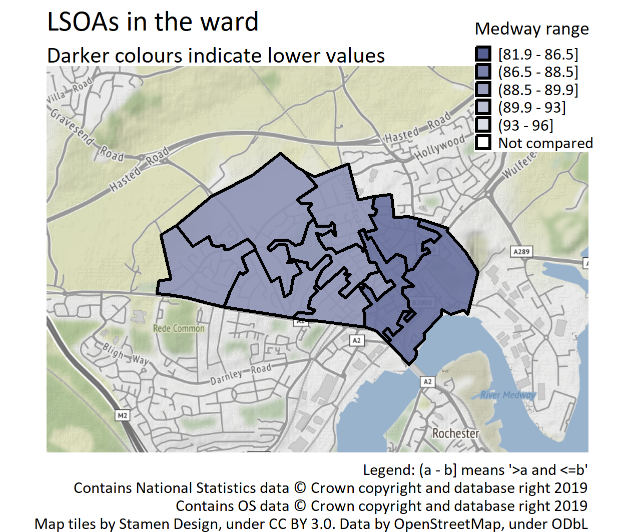 LSOAs in the ward
Darker colours indicate lower values
Medway range
[81.9 - 86.5]
(86.5 - 88.5]
(88.5 - 89.9]
(89.9 - 93]
(93 - 96]
Not compared
Villa Road
Gravesend Road
Hasted Road
Hasted Road
Hollywood
Wulfere
A289
Rede Common
A2
A2
Bligh Way
Darnley Road
A2
M2
River Medway
Rochester
Legend: (a - b] means '>a and <=b'
Contains National Statistics data © Crown copyright and database right 2019
Contains OS data © Crown copyright and database right 2019
Map tiles by Stamen Design, under CC BY 3.0. Data by OpenStreetMap, under ODbL